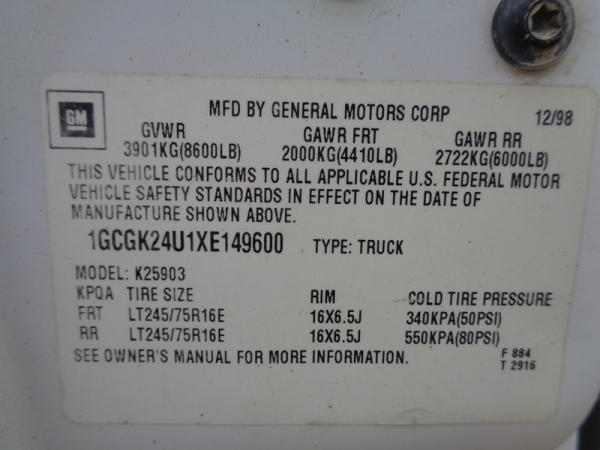 GM
MFD BY GENERAL MOTORS CORP 12/98
GVWR GAWR FRT GAWR RR
3901KG(8600LB) 2000KG(4410LB) 2722KG(6000LB)
THIS VEHICLE CONFORMS TO ALL APPLICABLE U.S. FEDERAL MOTOR
VEHICLE SAFETY STANDARDS IN EFFECT ON THE DATE OF
MANUFACTURE SHOWN ABOVE.
1GCGK24U1XE149600 TYPE: TRUCK
MODEL: K25903
KPQA TIRE SIZE RIM COLD TIRE PRESSURE
FRT LT245/75R16E 16X6.5J 340KPA(50PSI)
RR LT245/75R16E 16X6.5J 550KPA(80PSI)
SEE OWNER'S MANUAL FOR MORE INFORMATION. F 884
T 2916